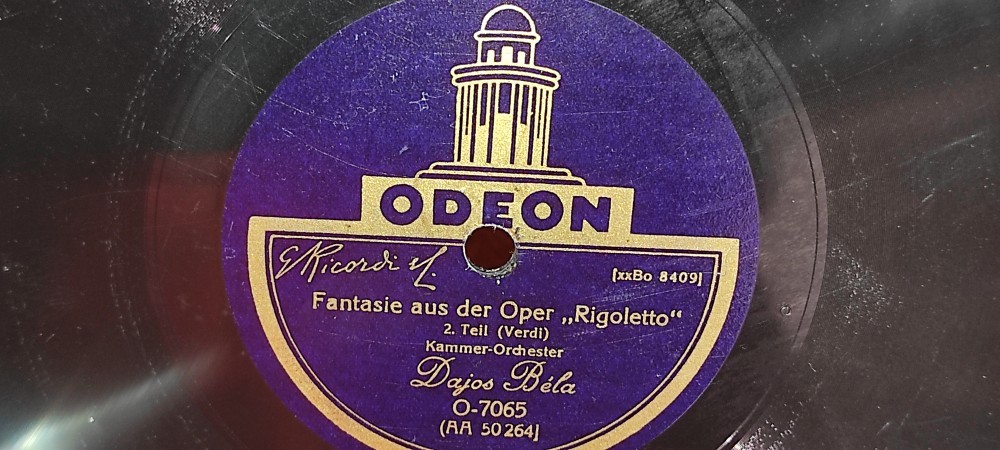 ODEON
G Ricordi
[xxBo 8409]
Fantasie aus der Oper „Rigoletto“
2. Teil (Verdi)
Kammer-Orchester
Dajos Béla
O-7065
(AA 50264]